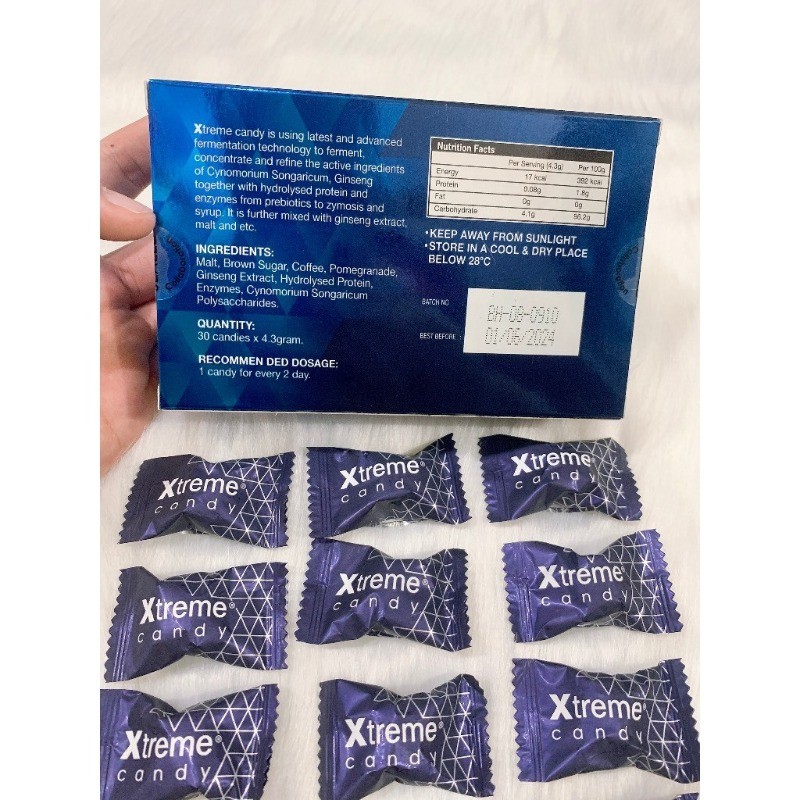 Xtreme candy is using latest and advanced
fermentation technology to ferment,
concentrate and refine the active ingredients
of Cynomorium Songaricum, Ginseng
together with hydrolysed protein and
enzymes from prebiotics to zymosis and
syrup. It is further mixed with ginseng extract,
malt and etc.
INGREDIENTS:
Malt, Brown Sugar, Coffee, Pomegranade,
Ginseng Extract, Hydrolysed Protein,
Enzymes, Cynomorium Songaricum
Polysaccharides.
QUANTITY:
30 candies x 4.3gram.
RECOMMEN DED DOSAGE:
1 candy for every 2 day.
Nutrition Facts
Per Serving (4.3g) Per 100g
Energy 17 kcal 392 kcal
Protein 0.08g 1.8g
Fat 0g 0g
Carbohydrate 4.1g 96.2g
•KEEP AWAY FROM SUNLIGHT
•STORE IN A COOL & DRY PLACE
BELOW 28°C
BATCH NO BH-08-0910
BEST BEFORE : 01/06/2024
Xtreme®
candy
Xtreme®
candy
Xtreme®
candy
Xtreme®
candy
Xtreme®
candy
Xtreme®
candy
Xtreme®
candy
Xtreme®
candy
Xtreme®
candy